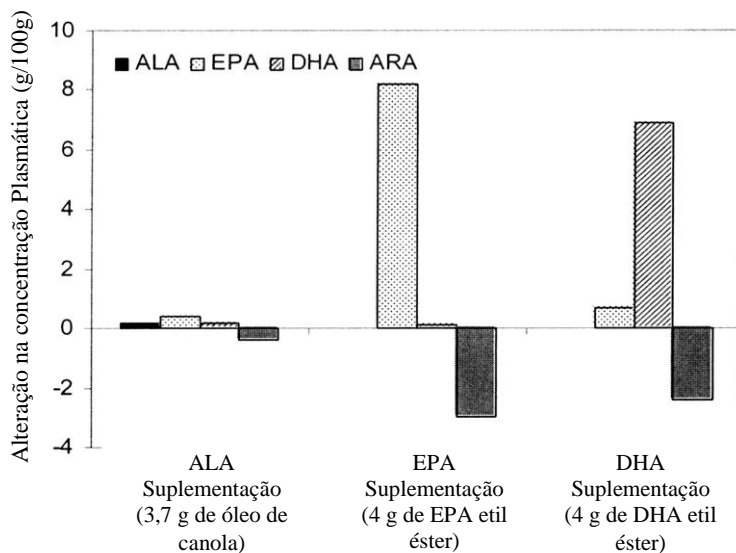 Alteração na concentração Plasmática (g/100g)
10
8
6
4
2
0
-2
-4
ALA EPA DHA ARA
ALA
Suplementação
(3,7 g de óleo de
canola)
EPA
Suplementação
(4 g de EPA etil
éster)
DHA
Suplementação
(4 g de DHA etil
éster)